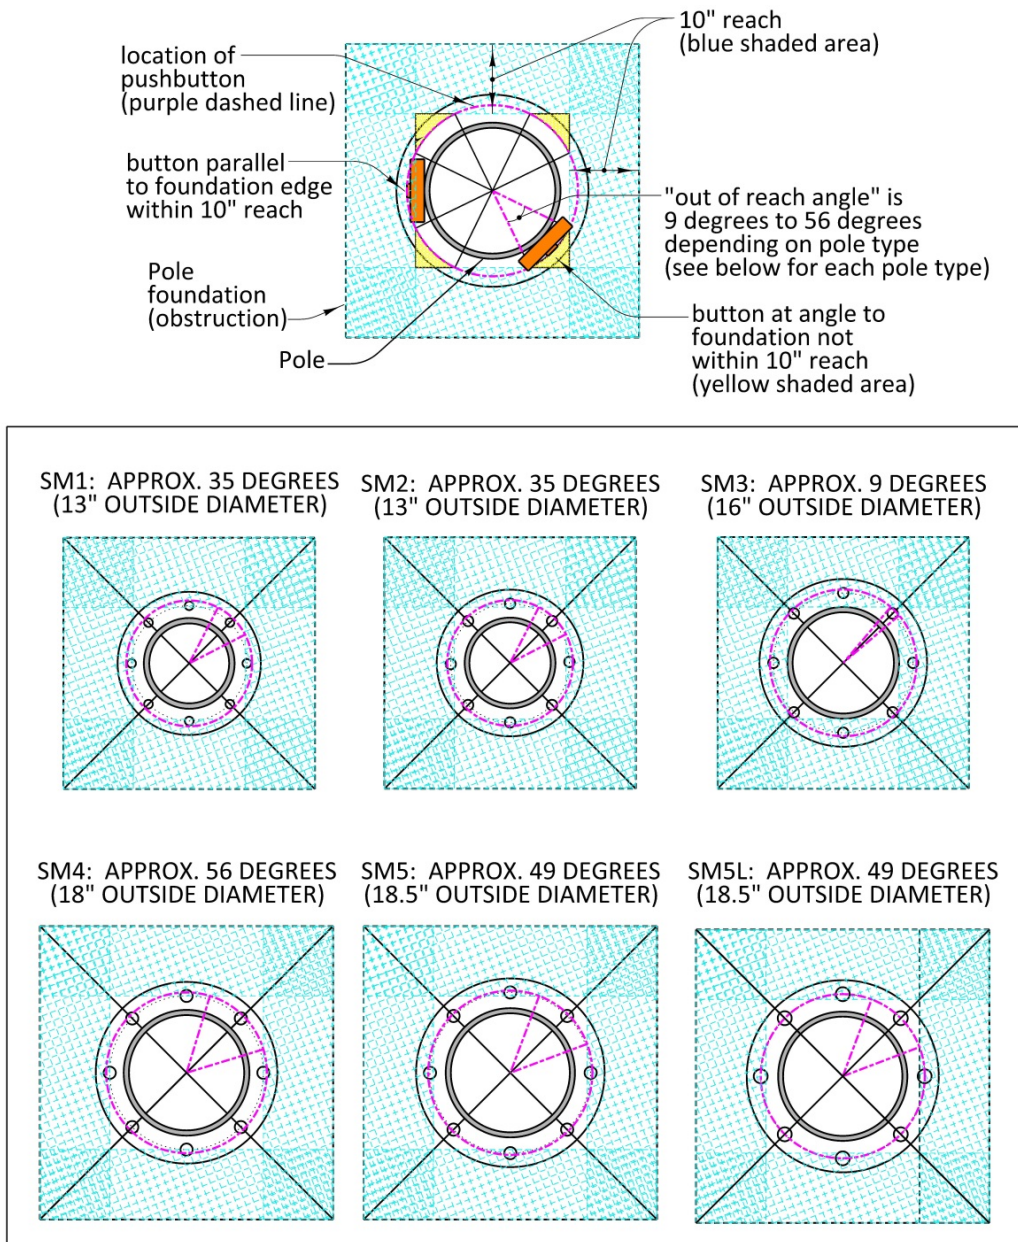 10" reach
(blue shaded area)
location of
pushbutton
(purple dashed line)
button parallel
to foundation edge
within 10" reach
"out of reach angle" is
9 degrees to 56 degrees
depending on pole type
(see below for each pole type)
Pole
foundation
(obstruction)
button at angle to
foundation not
within 10" reach
(yellow shaded area)
Pole
SM1: APPROX. 35 DEGREES
(13" OUTSIDE DIAMETER)
SM2: APPROX. 35 DEGREES
(13" OUTSIDE DIAMETER)
SM3: APPROX. 9 DEGREES
(16" OUTSIDE DIAMETER)
SM4: APPROX. 56 DEGREES
(18" OUTSIDE DIAMETER)
SM5: APPROX. 49 DEGREES
(18.5" OUTSIDE DIAMETER)
SM5L: APPROX. 49 DEGREES
(18.5" OUTSIDE DIAMETER)